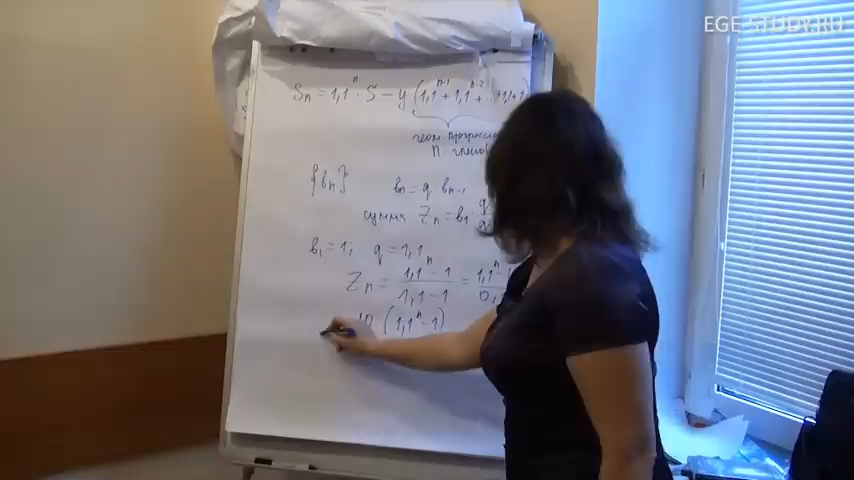 EGE-STUDY.RU
Sn = 1,1ⁿ · S − y (1,1ⁿ⁻¹ + 1,1ⁿ⁻² + ... + 1,1 + 1
геом. прогрессия
n
{bn} bn = q · bn-1
сумма Zn = b1 ·
b1 = 1; q = 1,1
Zn = (1,1ⁿ − 1)/(1,1 − 1) = 1,1ⁿ
10 (1,1ⁿ − 1)